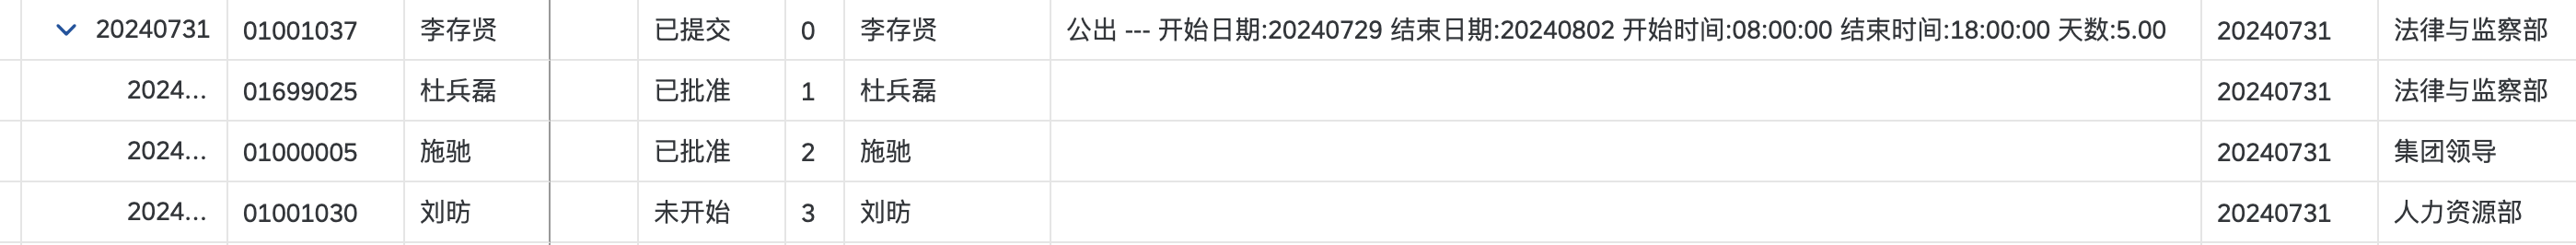 20240731 01001037 李存贤 已提交 0 李存贤 公出 --- 开始日期:20240729 结束日期:20240802 开始时间:08:00:00 结束时间:18:00:00 天数:5.00 20240731 法律与监察部
2024... 01699025 杜兵磊 已批准 1 杜兵磊 20240731 法律与监察部
2024... 01000005 施驰 已批准 2 施驰 20240731 集团领导
2024... 01001030 刘昉 未开始 3 刘昉 20240731 人力资源部